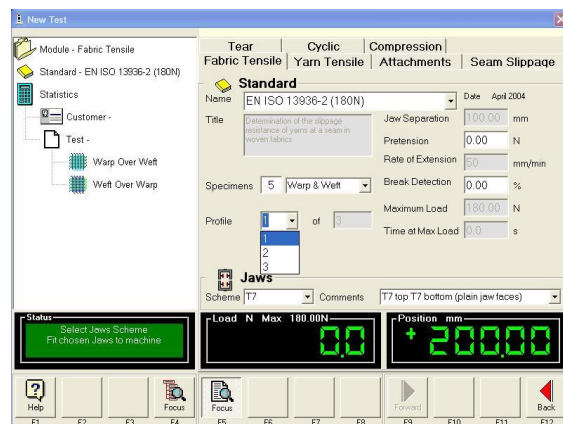 New Test
Module - Fabric Tensile
Standard - EN ISO 13936-2 (180N)
Statistics
Customer -
Test -
Warp Over Weft
Weft Over Warp
Tear Cyclic Compression
Fabric Tensile Yarn Tensile Attachments Seam Slippage
Standard
Name EN ISO 13936-2 (180N) Date April 2004
Title Determination of the slippage
resistance of yarns at a seam in
woven fabrics
Jaw Separation 100.00 mm
Pretension 0.00 N
Rate of Extension 50 mm/min
Specimens 5 Warp & Weft
Break Detection 0.00 %
Maximum Load 180.00 N
Profile 1 of 3
Time at Max Load 0.0 s
1
2
3
Jaws
Scheme T7 Comments T7 top T7 bottom (plain jaw faces)
Status
Select Jaws Scheme
Fit chosen Jaws to machine
Load N Max 180.00N
0.0
Position mm
+ 200.00
Help Focus Focus Forward Back
F1 F2 F3 F4 F5 F6 F7 F8 F9 F10 F11 F12